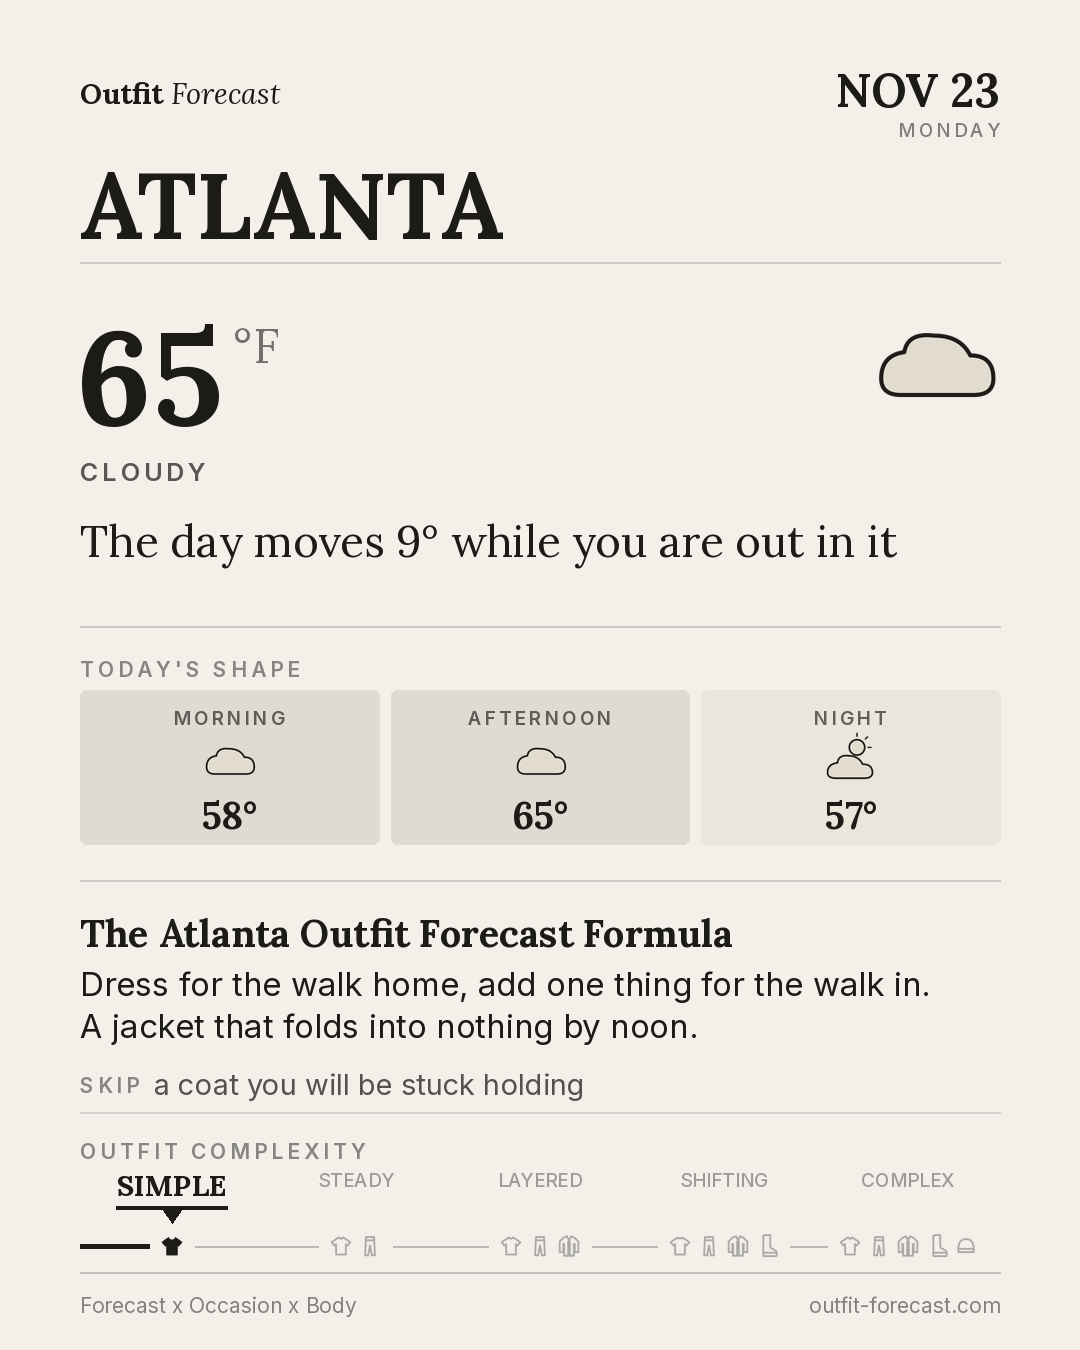 Outfit Forecast
NOV 23
MONDAY
ATLANTA
65 °F
CLOUDY
The day moves 9° while you are out in it
TODAY'S SHAPE
MORNING
58°
AFTERNOON
65°
NIGHT
57°
The Atlanta Outfit Forecast Formula
Dress for the walk home, add one thing for the walk in.
A jacket that folds into nothing by noon.
SKIP a coat you will be stuck holding
OUTFIT COMPLEXITY
SIMPLE STEADY LAYERED SHIFTING COMPLEX
Forecast x Occasion x Body
outfit-forecast.com